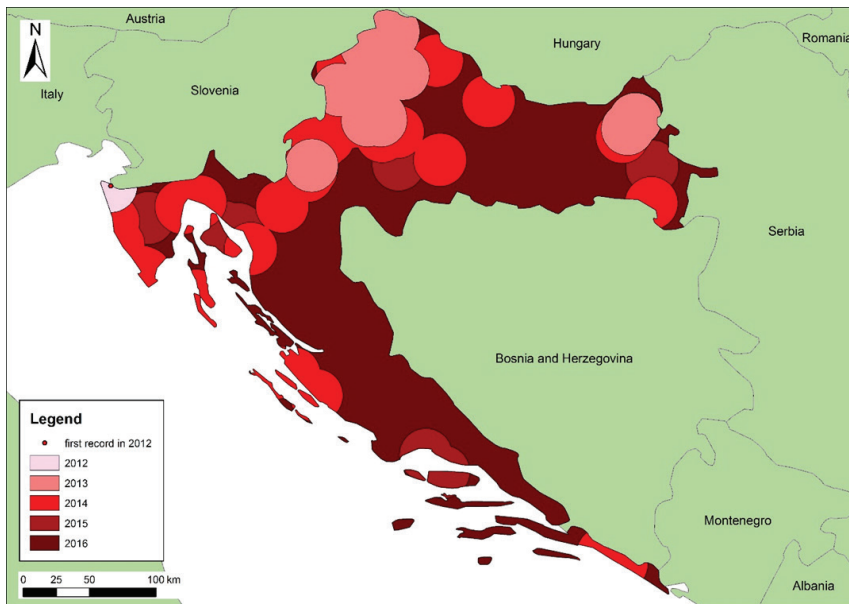 Austria
N
Hungary
Romania
Italy
Slovenia
Serbia
Bosnia and Herzegovina
Legend
first record in 2012
2012
2013
2014
2015
2016
Montenegro
0 25 50 100 km
Albania